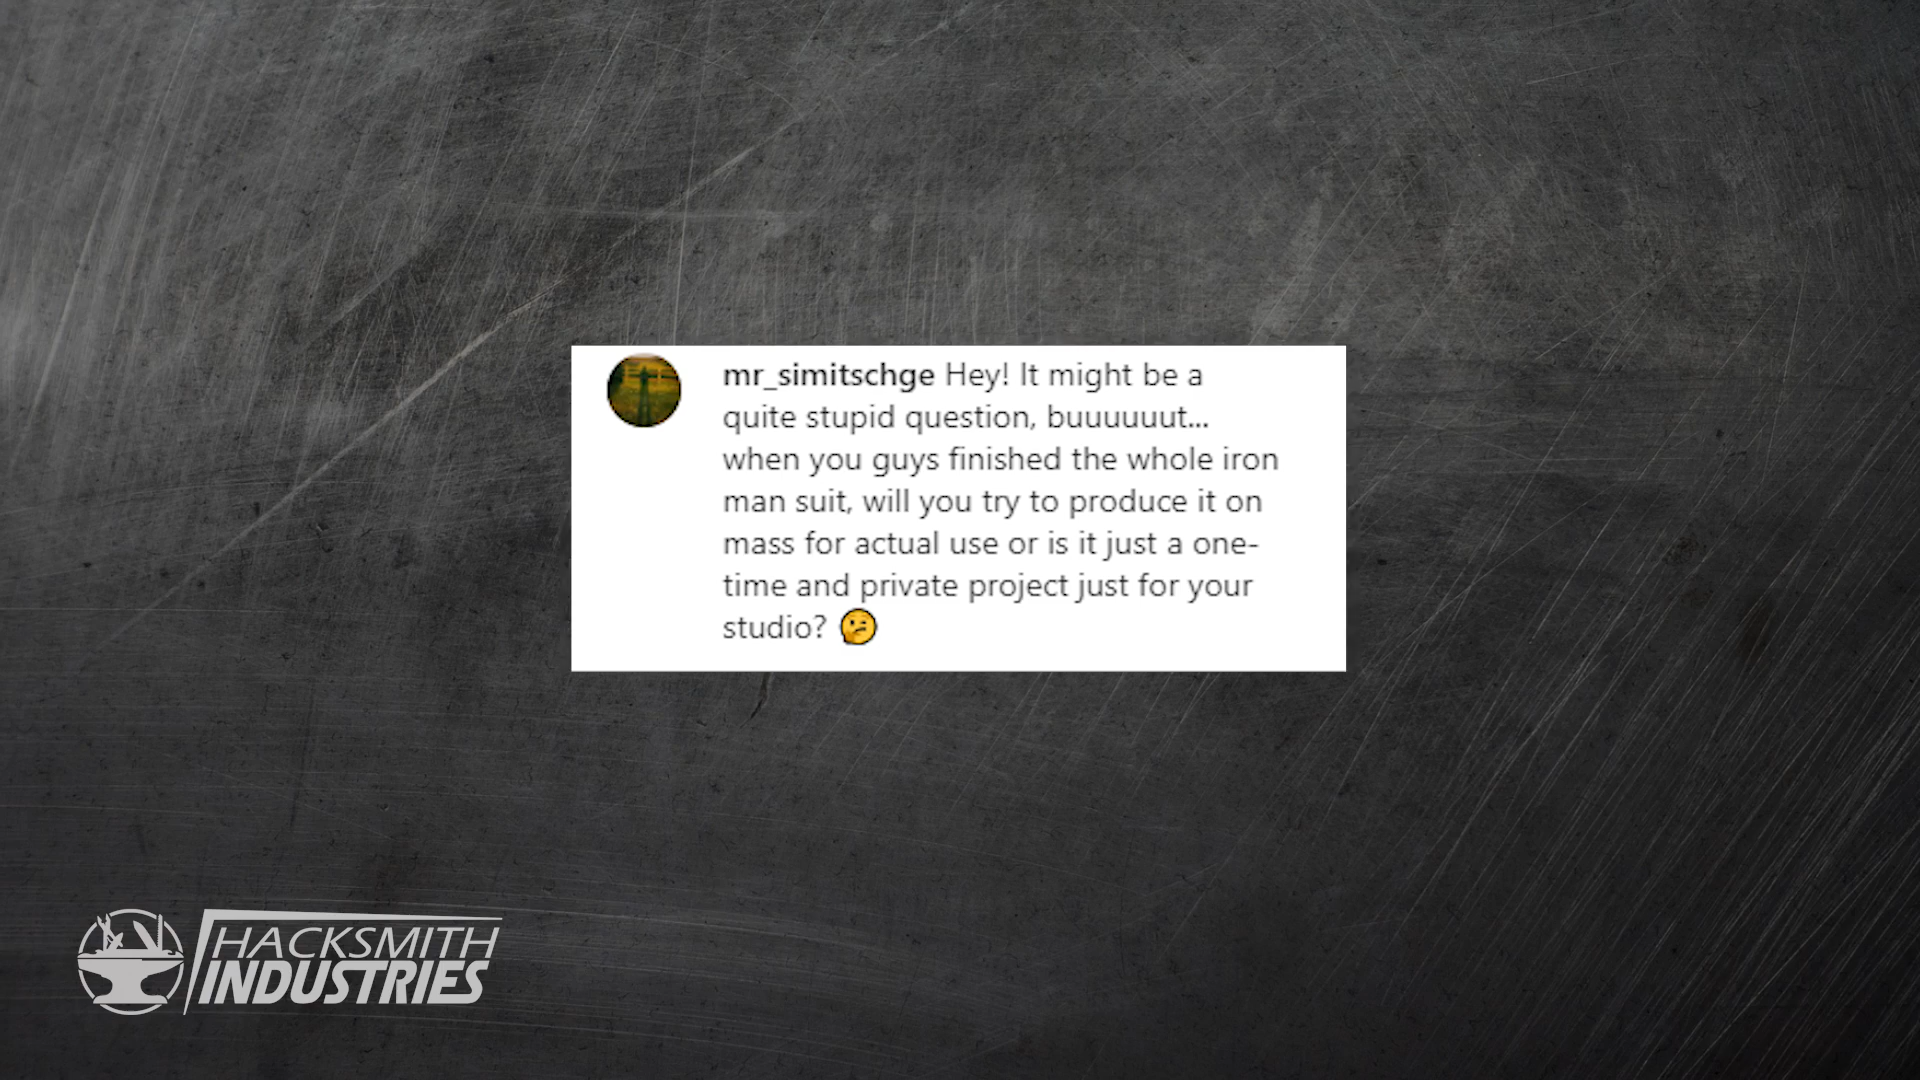 mr_simitschge Hey! It might be a
quite stupid question, buuuuuut...
when you guys finished the whole iron
man suit, will you try to produce it on
mass for actual use or is it just a one-
time and private project just for your
studio? 🤔
HACKSMITH
INDUSTRIES